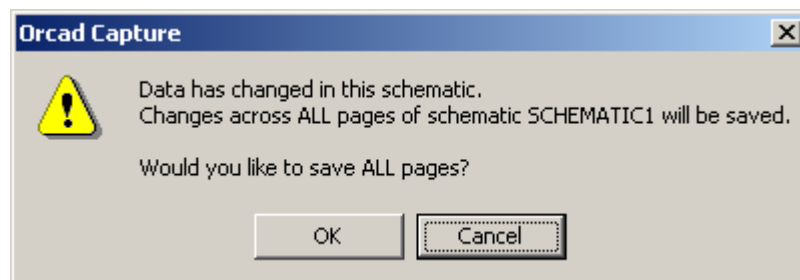 Orcad Capture
Data has changed in this schematic.
Changes across ALL pages of schematic SCHEMATIC1 will be saved.
Would you like to save ALL pages?
OK
Cancel